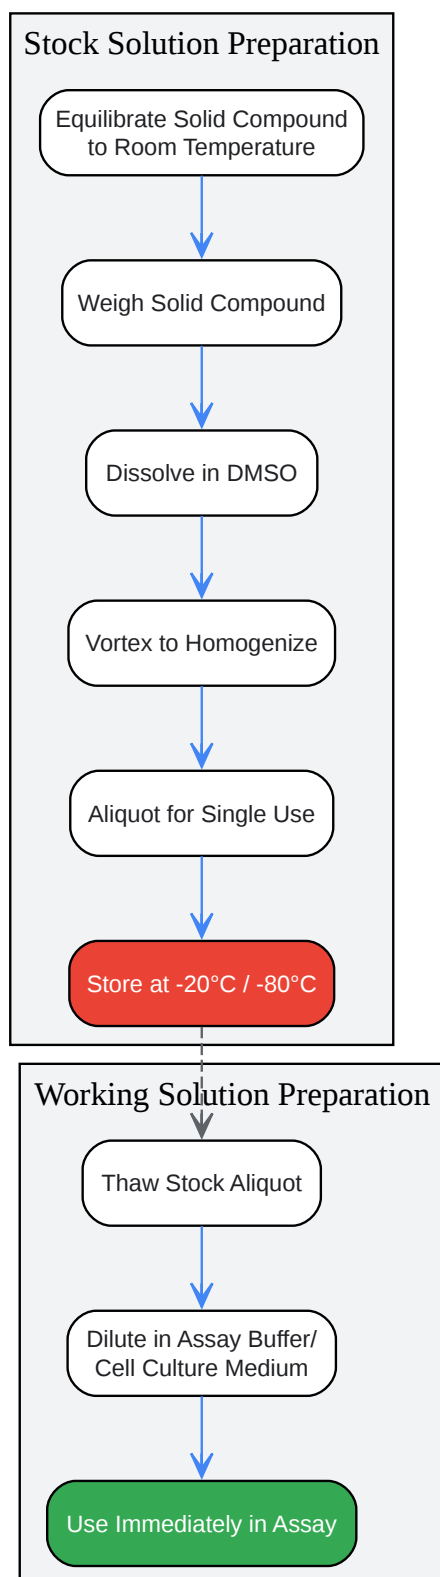 Stock Solution Preparation
Equilibrate Solid Compound
to Room Temperature
Weigh Solid Compound
Dissolve in DMSO
Vortex to Homogenize
Aliquot for Single Use
Store at -20°C / -80°C
Working Solution Preparation
Thaw Stock Aliquot
Dilute in Assay Buffer/
Cell Culture Medium
Use Immediately in Assay